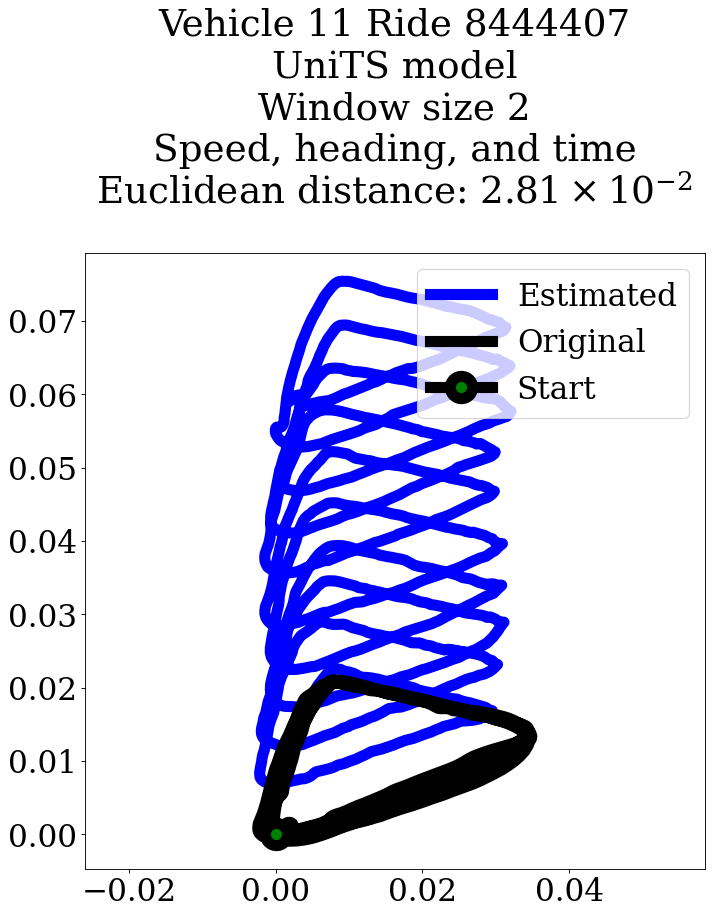 Vehicle 11 Ride 8444407
UniTS model
Window size 2
Speed, heading, and time
Euclidean distance: 2.81 × 10⁻²
Estimated
Original
Start
0.07
0.06
0.05
0.04
0.03
0.02
0.01
0.00
−0.02 0.00 0.02 0.04